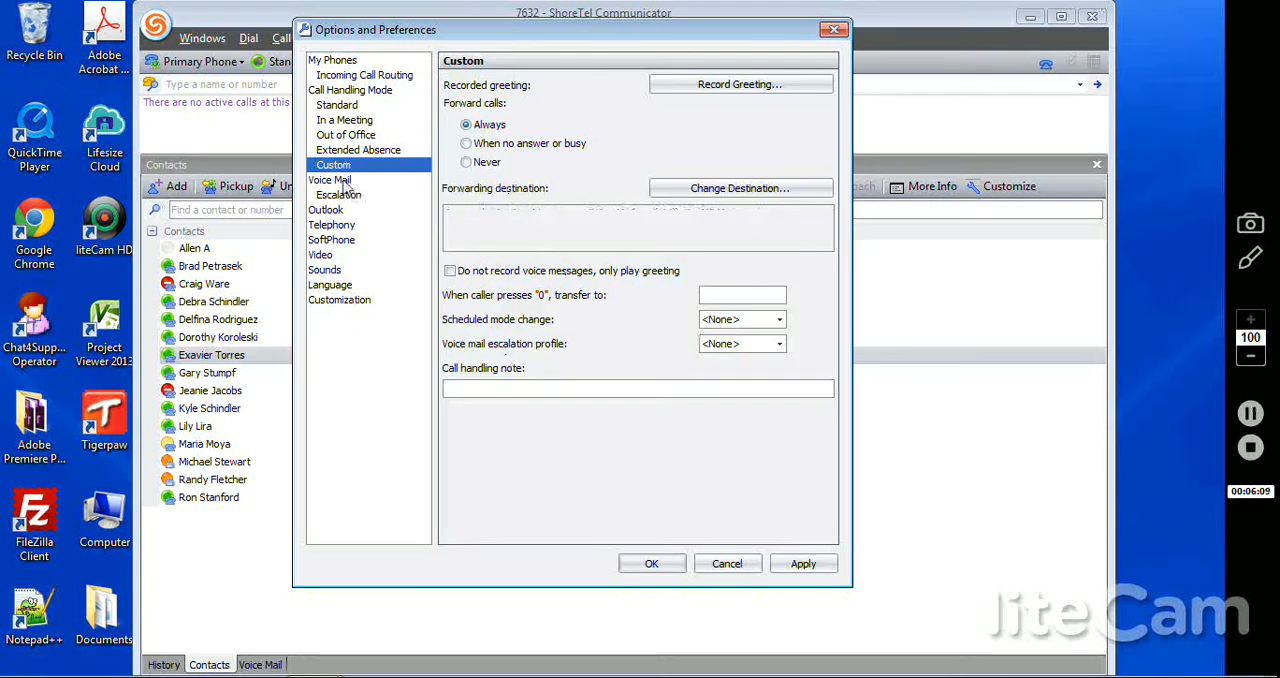 7632 - ShoreTel Communicator
Windows Dial Call
Primary Phone Stan
Type a name or number
There are no active calls at this
Contacts
Add Pickup Un
More Info Customize
Find a contact or number
Contacts
Allen A
Brad Petrasek
Craig Ware
Debra Schindler
Delfina Rodriguez
Dorothy Koroleski
Exavier Torres
Gary Stumpf
Jeanie Jacobs
Kyle Schindler
Lily Lira
Maria Moya
Michael Stewart
Randy Fletcher
Ron Stanford
History Contacts Voice Mail
Options and Preferences
My Phones
Incoming Call Routing
Call Handling Mode
Standard
In a Meeting
Out of Office
Extended Absence
Custom
Voice Mail
Escalation
Outlook
Telephony
SoftPhone
Video
Sounds
Language
Customization
Custom
Recorded greeting:
Record Greeting...
Forward calls:
Always
When no answer or busy
Never
Forwarding destination:
Change Destination...
Do not record voice messages, only play greeting
When caller presses "0", transfer to:
Scheduled mode change:
<None>
Voice mail escalation profile:
<None>
Call handling note:
OK Cancel Apply
Recycle Bin
Adobe
Acrobat ...
QuickTime
Player
Lifesize
Cloud
Google
Chrome
liteCam HD
Chat4Supp...
Operator
Project
Viewer 2013
Adobe
Premiere P...
Tigerpaw
FileZilla
Client
Computer
Notepad++
Documents
100
00:06:09
liteCam